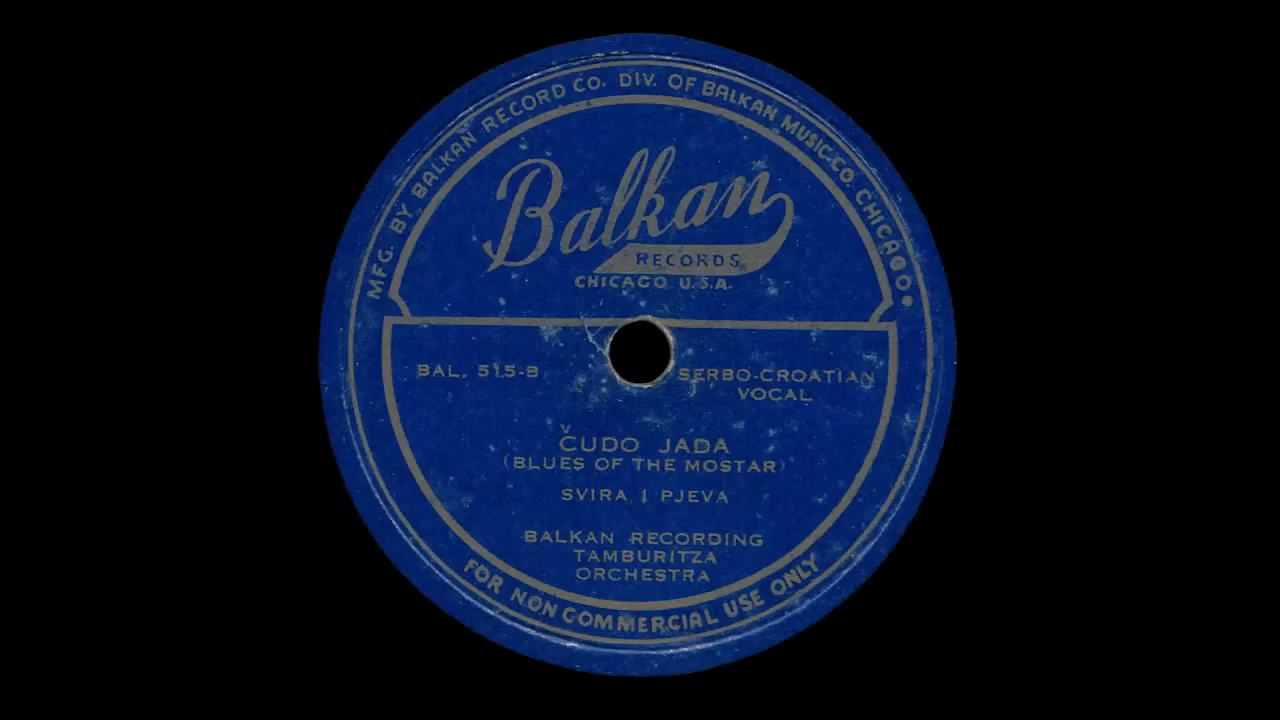 MFG. BY BALKAN RECORD CO. DIV. OF BALKAN MUSIC CO. CHICAGO
Balkan
RECORDS
CHICAGO U.S.A.
BAL. 515-B
SERBO-CROATIAN
VOCAL
ČUDO JADA
(BLUES OF THE MOSTAR)
SVIRA I PJEVA
BALKAN RECORDING
TAMBURITZA
ORCHESTRA
FOR NON COMMERCIAL USE ONLY